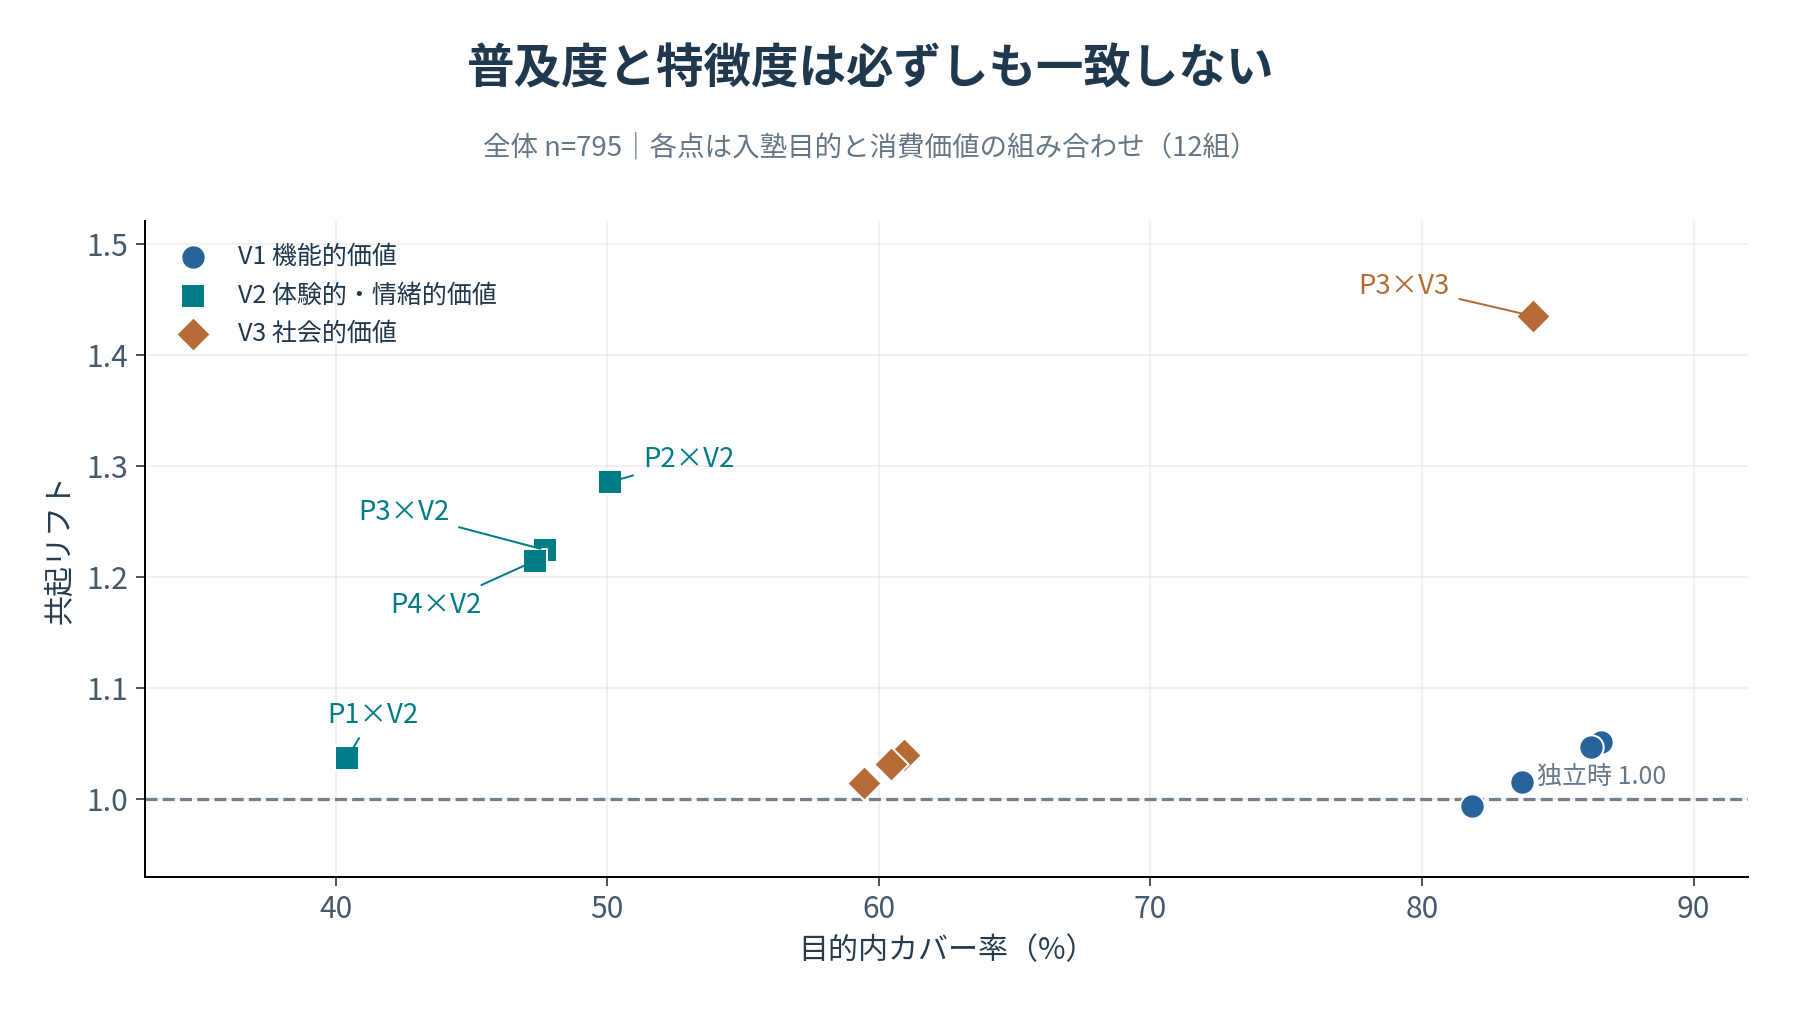 普及度と特徴度は必ずしも一致しない
全体 n=795｜各点は入塾目的と消費価値の組み合わせ（12組）
V1 機能的価値
V2 体験的・情緒的価値
V3 社会的価値
P3×V3
P2×V2
P3×V2
P4×V2
P1×V2
独立時 1.00
共起リフト
1.5
1.4
1.3
1.2
1.1
1.0
40 50 60 70 80 90
目的内カバー率（%）